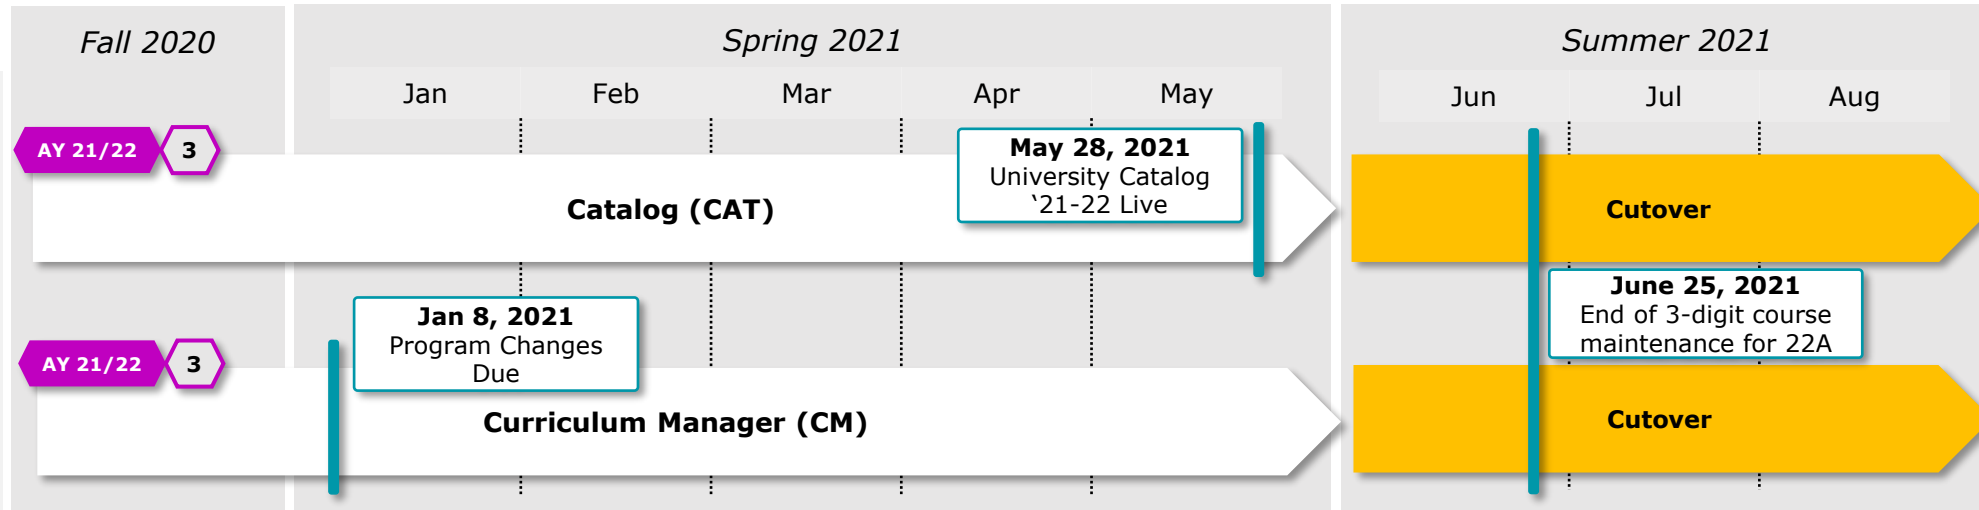 Fall 2020
Spring 2021
Summer 2021
Jan
Feb
Mar
Apr
May
Jun
Jul
Aug
AY 21/22
3
Catalog (CAT)
May 28, 2021
University Catalog
‘21-22 Live
Cutover
Jan 8, 2021
Program Changes
Due
June 25, 2021
End of 3-digit course
maintenance for 22A
AY 21/22
3
Curriculum Manager (CM)
Cutover